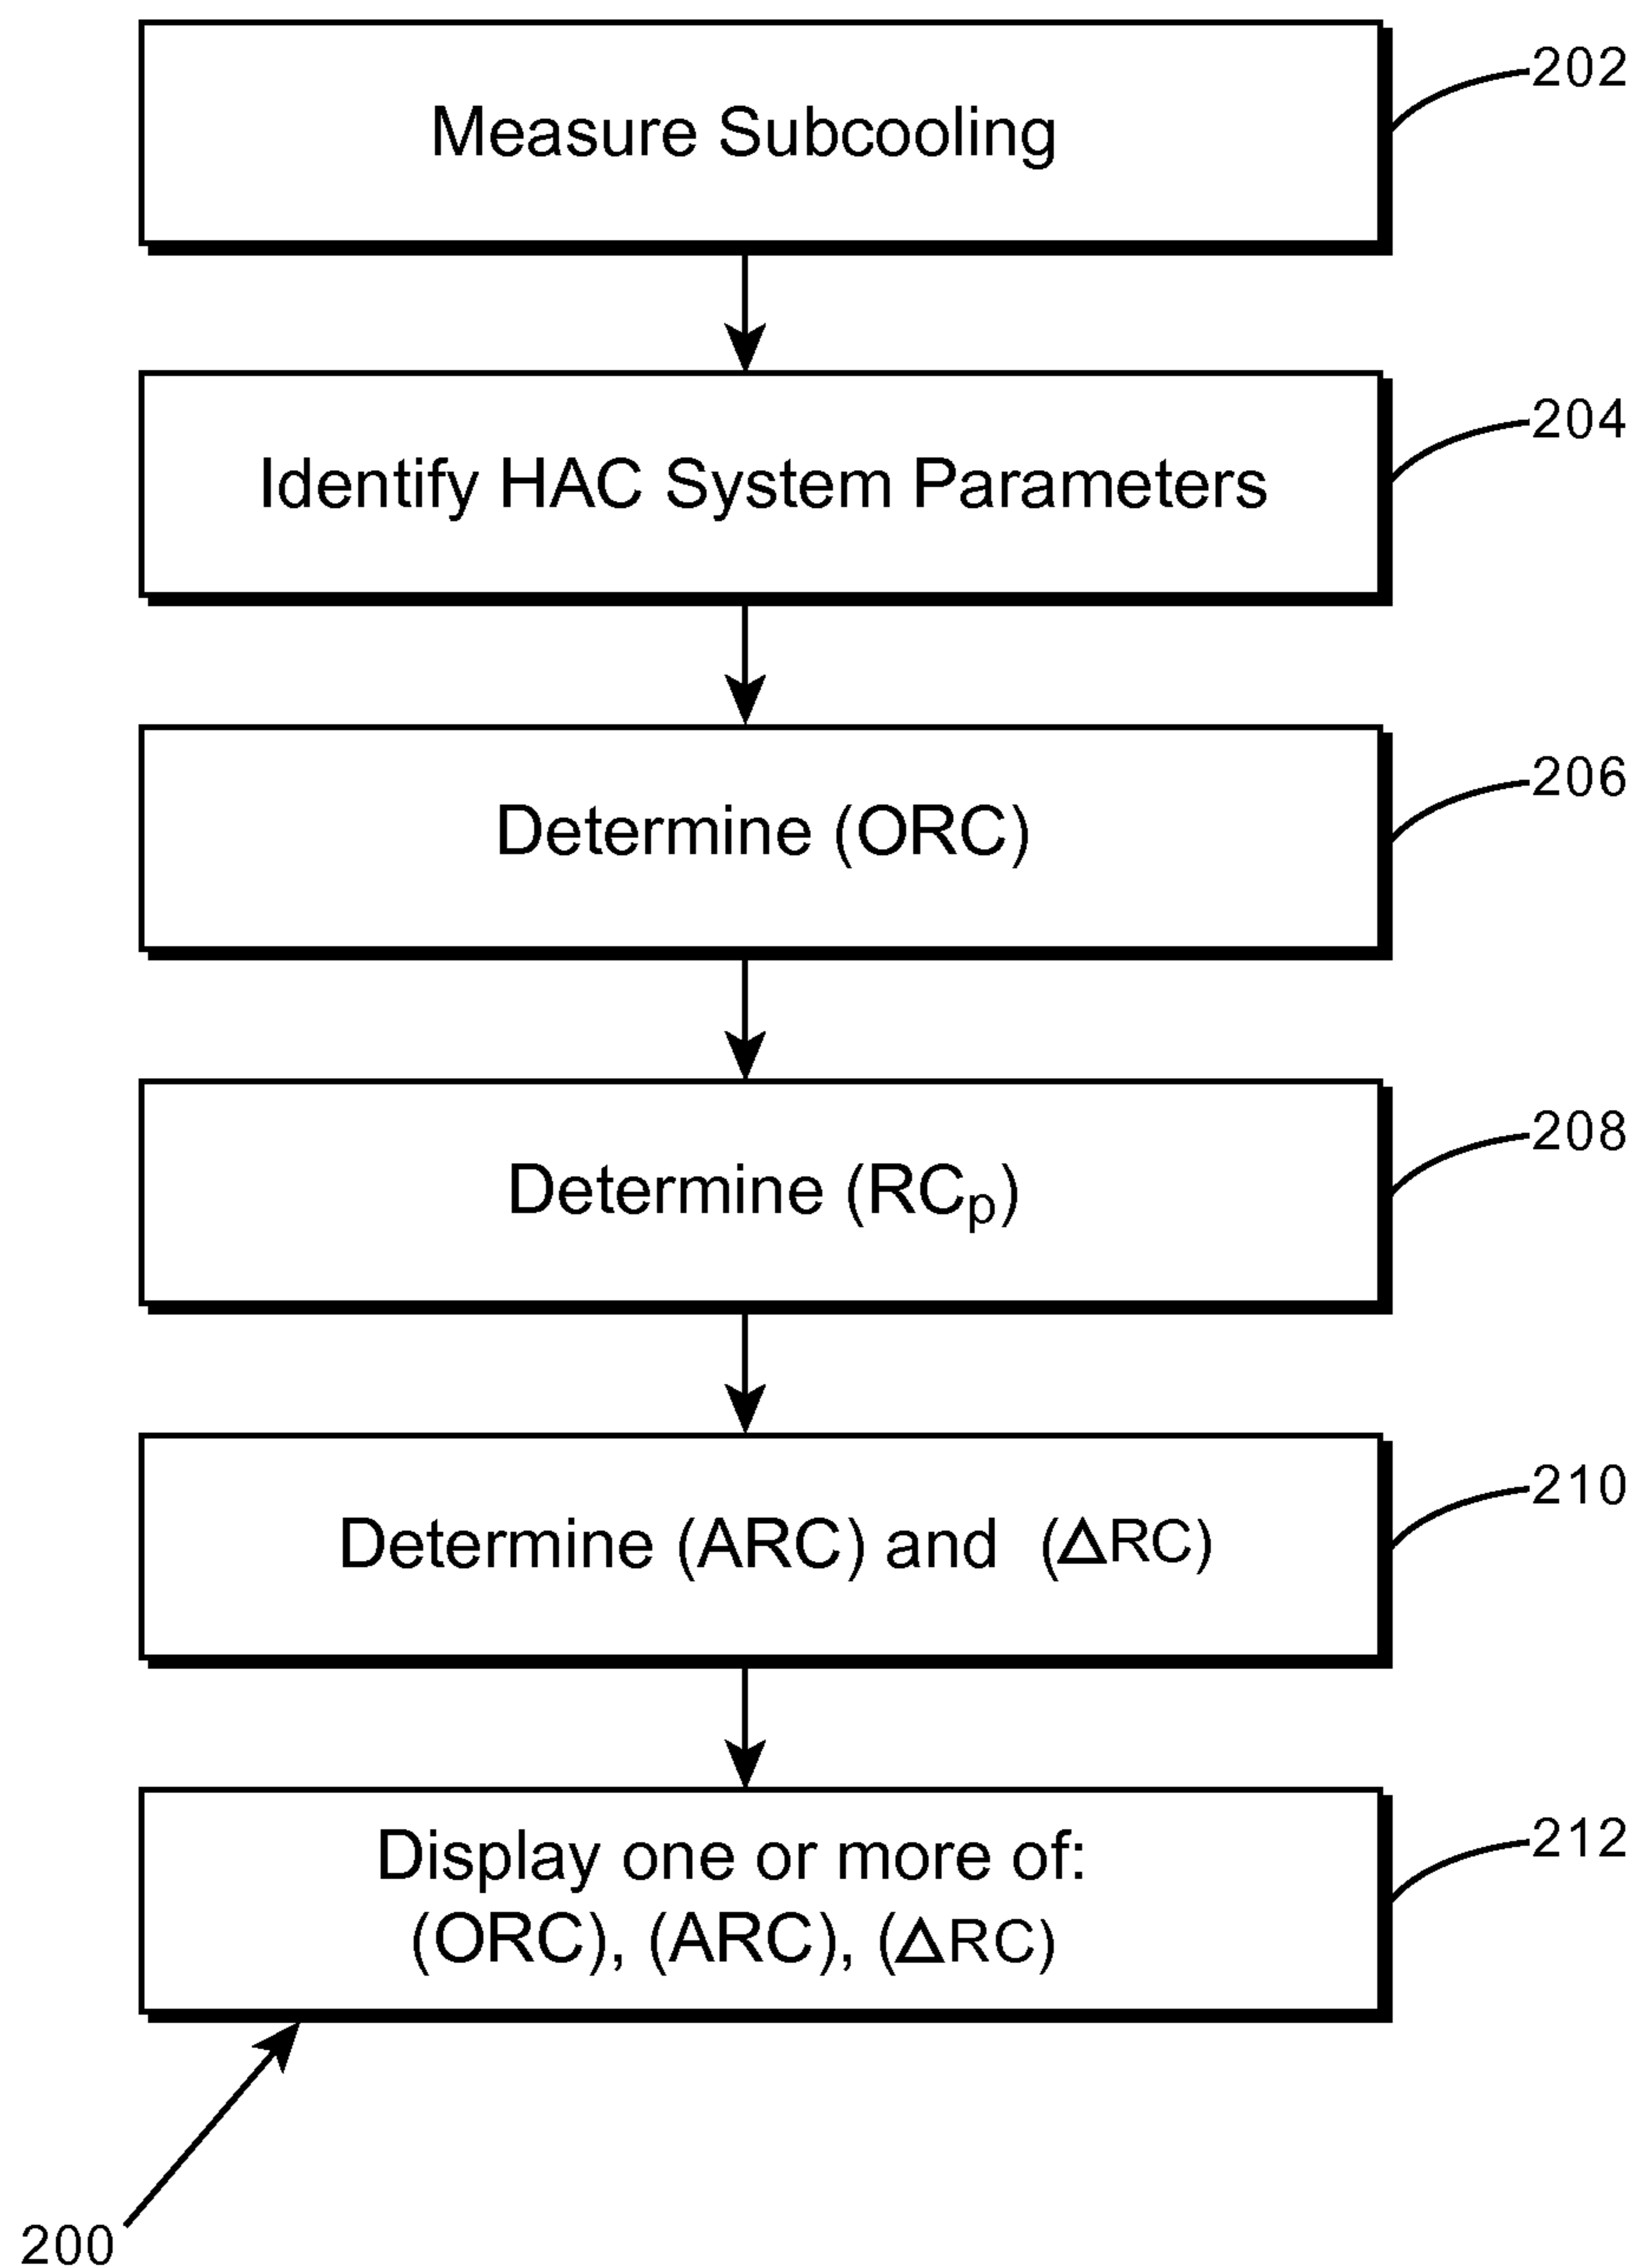 Measure Subcooling
202
Identify HAC System Parameters
204
Determine (ORC)
206
Determine (RCp)
208
Determine (ARC) and (ΔRC)
210
Display one or more of:
(ORC), (ARC), (ΔRC)
212
200